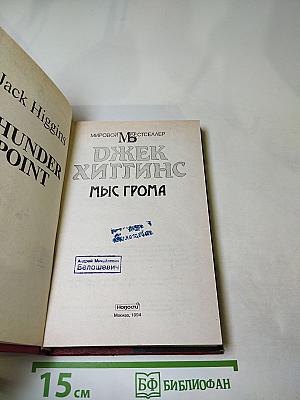 Jack Higgins
HUNDER
POINT
МИРОВОЙ МБ БЕСТСЕЛЛЕР
ДЖЕК
ХИГГИНС
МЫС ГРОМА
Андрей Михайлович
Белошевич
Новости
Москва, 1994
15 см
БФ БИБЛИОФАН